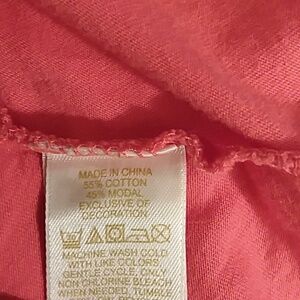 MADE IN CHINA
55% COTTON
45% MODAL
EXCLUSIVE OF
DECORATION
MACHINE WASH COLD
WITH LIKE COLORS
GENTLE CYCLE, ONLY
NON CHLORINE BLEACH
WHEN NEEDED, TUMBLE